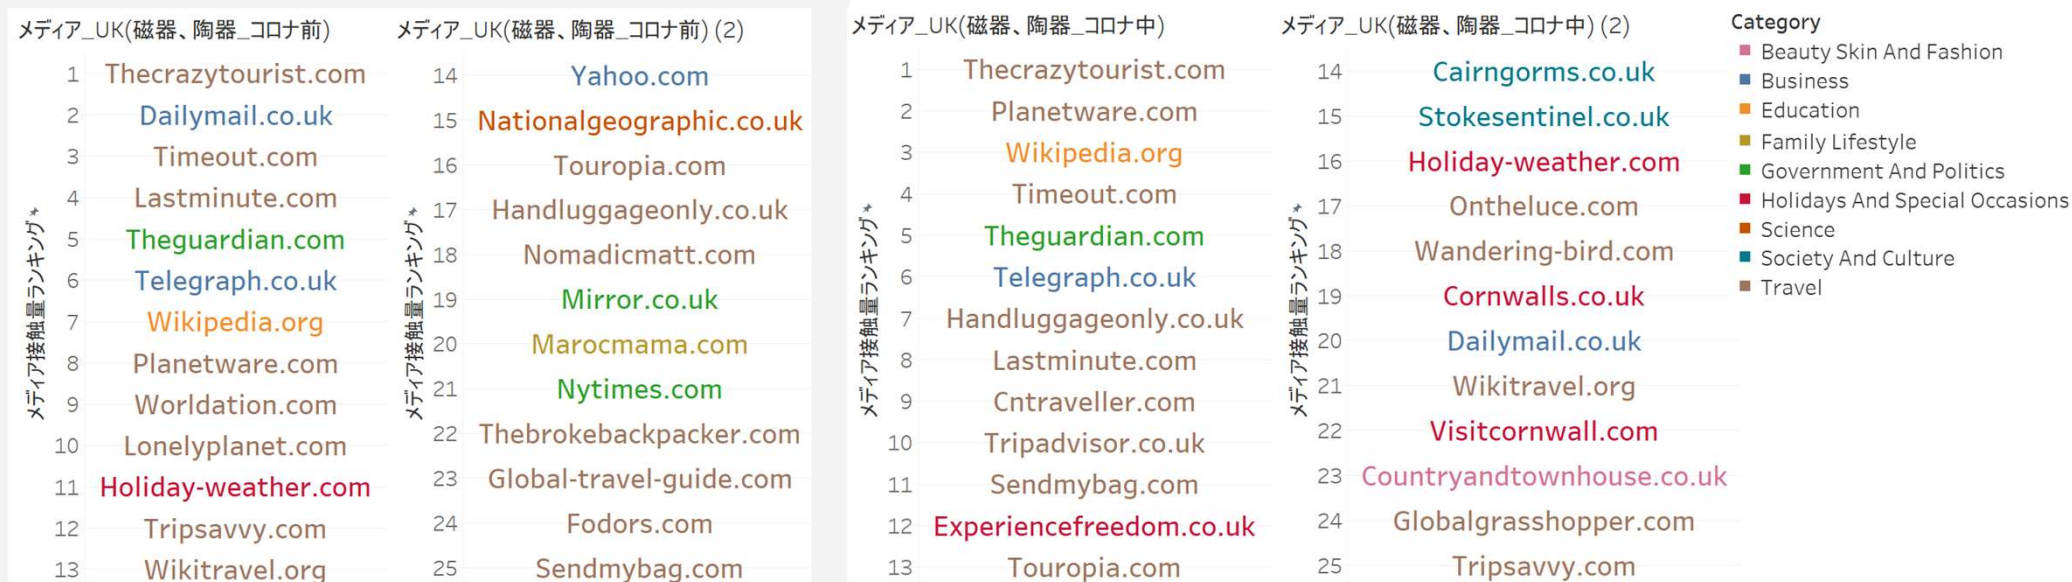 メディア_UK(磁器、陶器_コロナ前)
メディア接触量ランキング
1 Thecrazytourist.com
2 Dailymail.co.uk
3 Timeout.com
4 Lastminute.com
5 Theguardian.com
6 Telegraph.co.uk
7 Wikipedia.org
8 Planetware.com
9 Worldation.com
10 Lonelyplanet.com
11 Holiday-weather.com
12 Tripsavvy.com
13 Wikitravel.org
メディア_UK(磁器、陶器_コロナ前) (2)
メディア接触量ランキング
14 Yahoo.com
15 Nationalgeographic.co.uk
16 Touropia.com
17 Handluggageonly.co.uk
18 Nomadicmatt.com
19 Mirror.co.uk
20 Marocmama.com
21 Nytimes.com
22 Thebrokebackpacker.com
23 Global-travel-guide.com
24 Fodors.com
25 Sendmybag.com
メディア_UK(磁器、陶器_コロナ中)
メディア接触量ランキング
1 Thecrazytourist.com
2 Planetware.com
3 Wikipedia.org
4 Timeout.com
5 Theguardian.com
6 Telegraph.co.uk
7 Handluggageonly.co.uk
8 Lastminute.com
9 Cntraveller.com
10 Tripadvisor.co.uk
11 Sendmybag.com
12 Experiencefreedom.co.uk
13 Touropia.com
メディア_UK(磁器、陶器_コロナ中) (2)
メディア接触量ランキング
14 Cairngorms.co.uk
15 Stokesentinel.co.uk
16 Holiday-weather.com
17 Ontheluce.com
18 Wandering-bird.com
19 Cornwalls.co.uk
20 Dailymail.co.uk
21 Wikitravel.org
22 Visitcornwall.com
23 Countryandtownhouse.co.uk
24 Globalgrasshopper.com
25 Tripsavvy.com
Category
Beauty Skin And Fashion
Business
Education
Family Lifestyle
Government And Politics
Holidays And Special Occasions
Science
Society And Culture
Travel